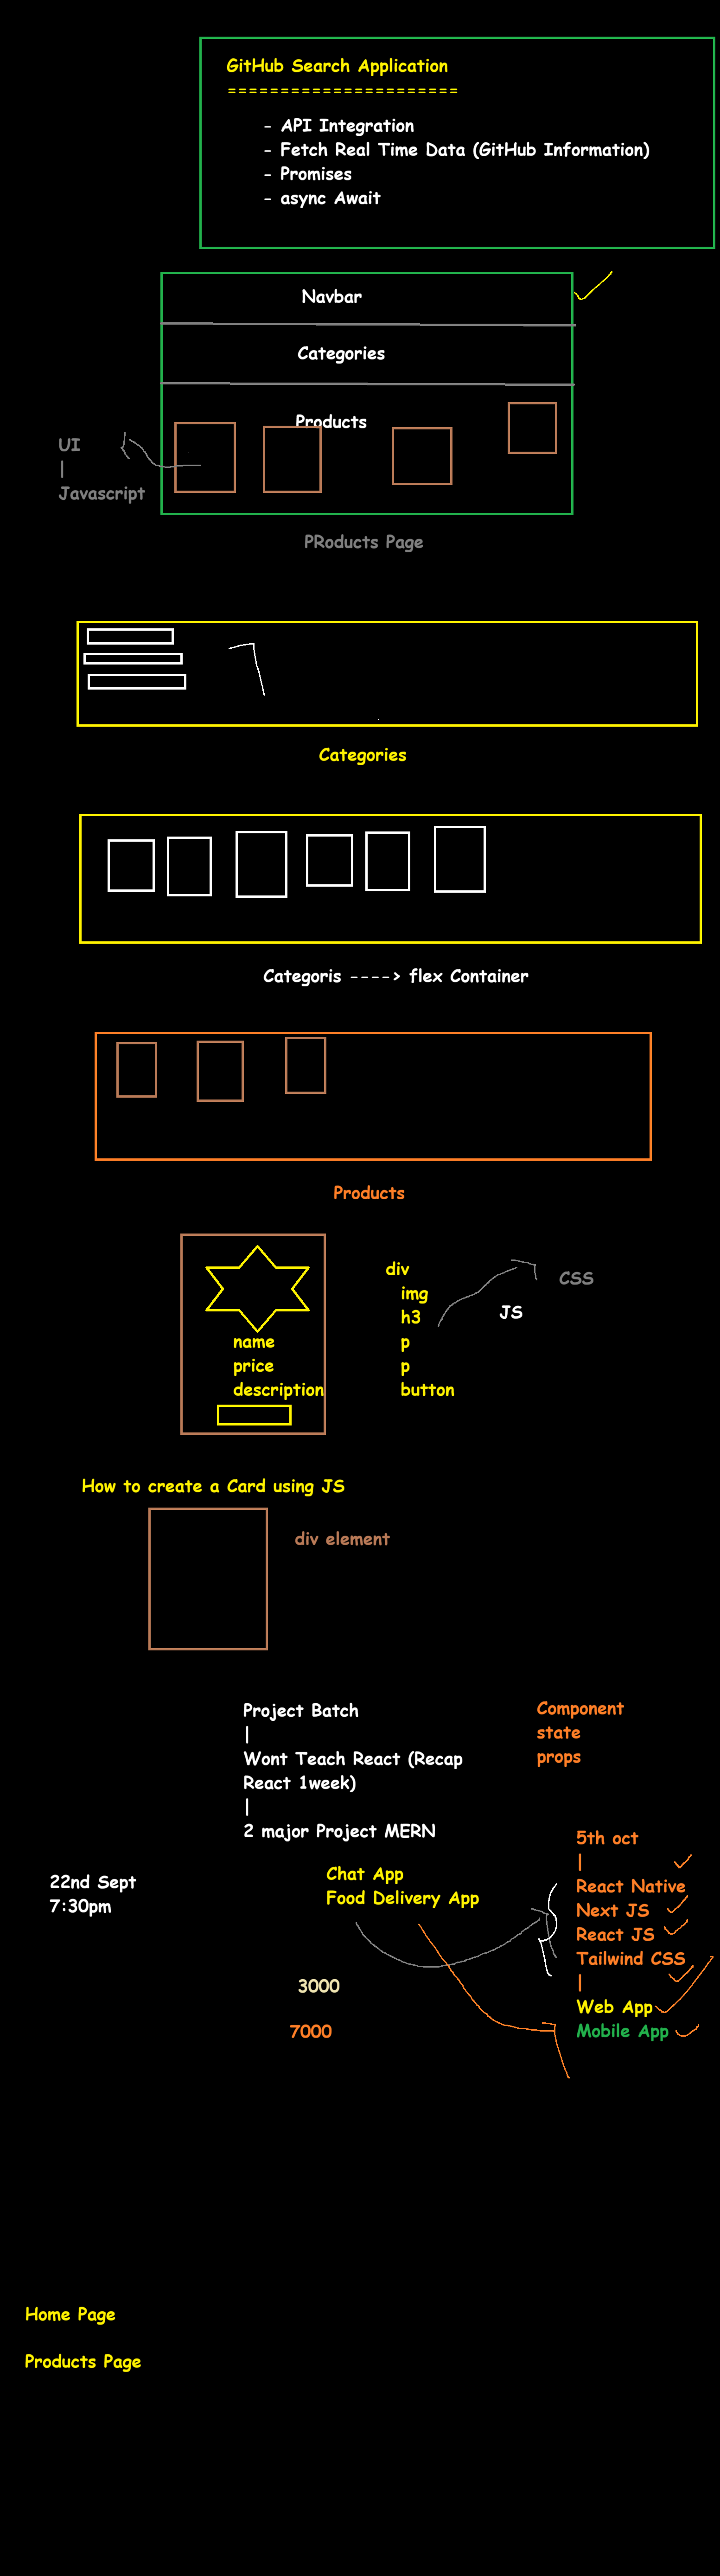 GitHub Search Application
======================
- API Integration
- Fetch Real Time Data (GitHub Information)
- Promises
- async Await
Navbar
Categories
Products
UI
|
Javascript
PRoducts Page
Categories
Categoris ----> flex Container
Products
name
price
description
div
img
h3
p
p
button
CSS
JS
How to create a Card using JS
div element
Project Batch
|
Wont Teach React (Recap
React 1week)
|
2 major Project MERN
Component
state
props
22nd Sept
7:30pm
Chat App
Food Delivery App
3000
7000
5th oct
|
React Native
Next JS
React JS
Tailwind CSS
|
Web App
Mobile App
Home Page
Products Page